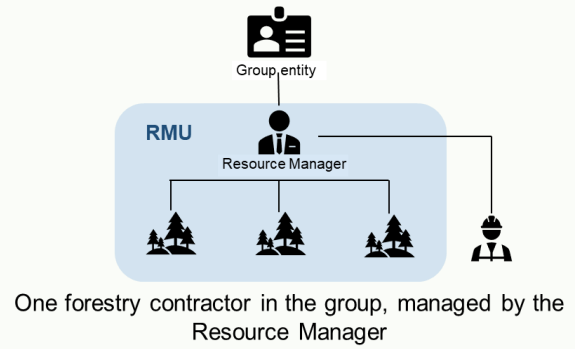 Group entity
RMU
Resource Manager
One forestry contractor in the group, managed by the
Resource Manager